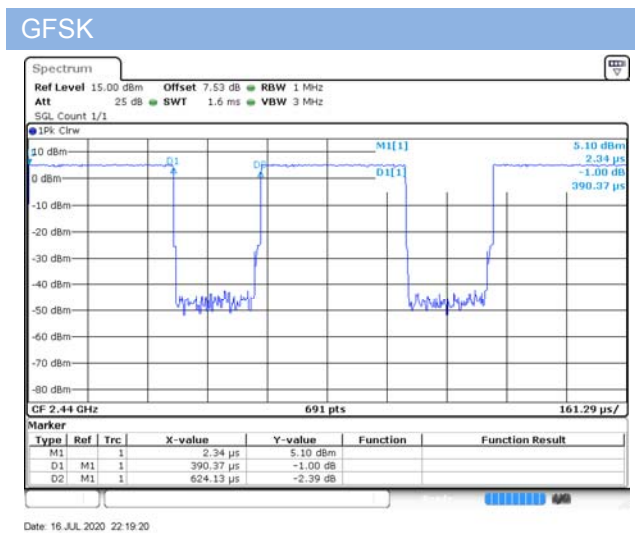 GFSK
Spectrum
Ref Level 15.00 dBm Offset 7.53 dB RBW 1 MHz
Att 25 dB SWT 1.6 ms VBW 3 MHz
SGL Count 1/1
1Pk Clrw
10 dBm M1[1] 5.10 dBm
2.34 µs
D1 D2
0 dBm D1[1] -1.00 dB
390.37 µs
-10 dBm
-20 dBm
-30 dBm
-40 dBm
-50 dBm
-60 dBm
-70 dBm
-80 dBm
CF 2.44 GHz 691 pts 161.29 µs/
Marker
Type Ref Trc X-value Y-value Function Function Result
M1 1 2.34 µs 5.10 dBm
D1 M1 1 390.37 µs -1.00 dB
D2 M1 1 624.13 µs -2.39 dB
Date: 16.JUL.2020 22:19:20